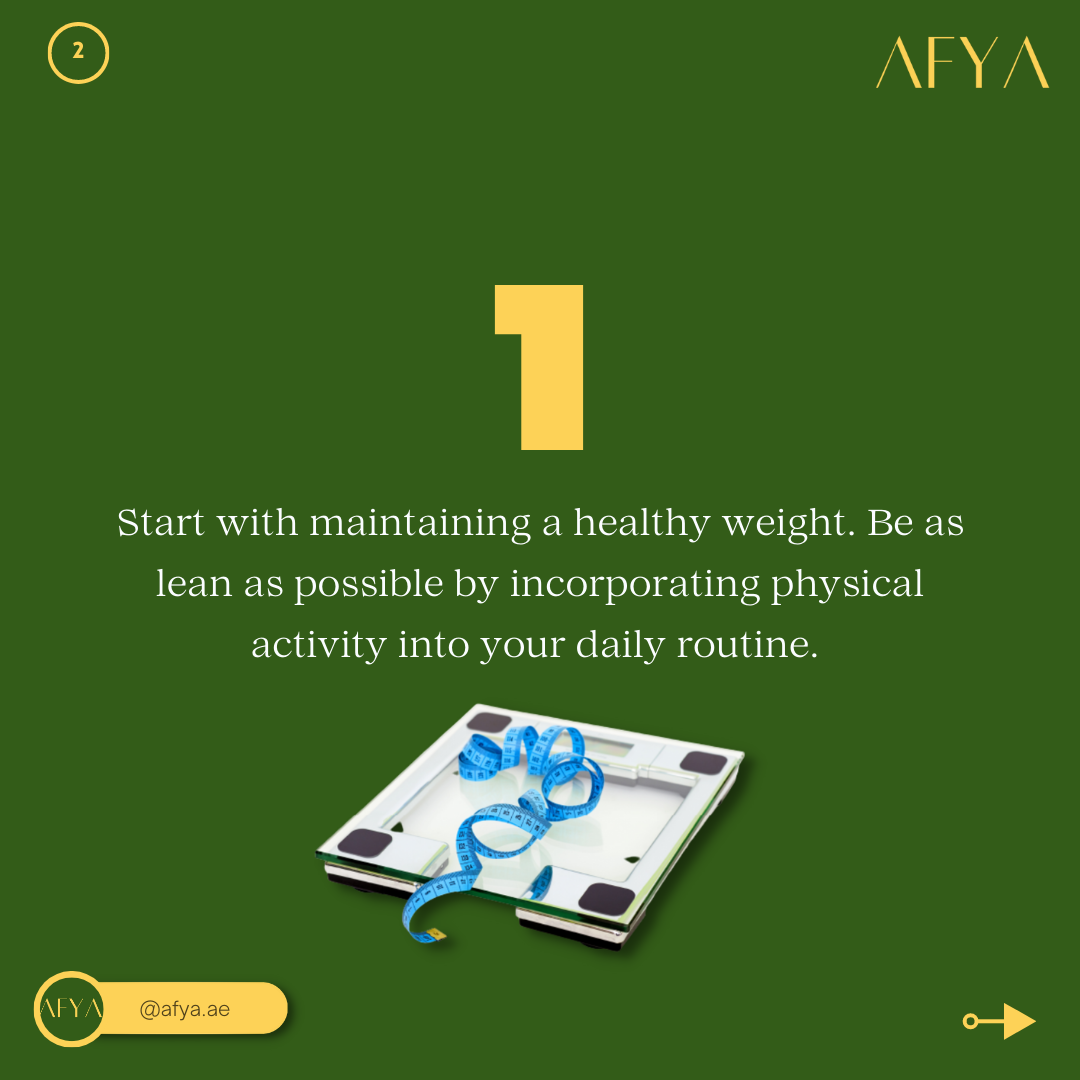 2
AFYA
1
Start with maintaining a healthy weight. Be as
lean as possible by incorporating physical
activity into your daily routine.
AFYA
@afya.ae